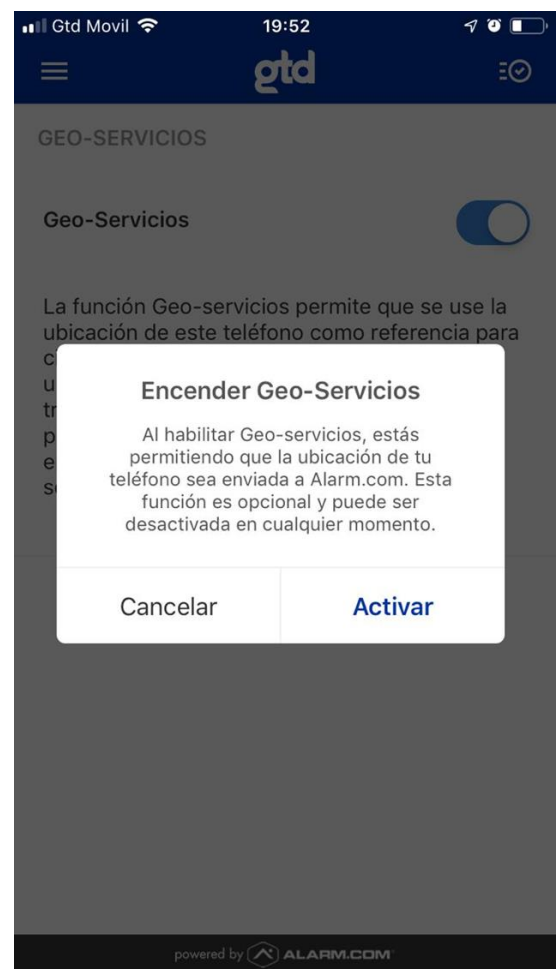 Gtd Movil 19:52
gtd
GEO-SERVICIOS
Geo-Servicios
La función Geo-servicios permite que se use la
ubicación de este teléfono como referencia para
Encender Geo-Servicios
Al habilitar Geo-servicios, estás
permitiendo que la ubicación de tu
teléfono sea enviada a Alarm.com. Esta
función es opcional y puede ser
desactivada en cualquier momento.
Cancelar Activar
powered by ALARM.COM